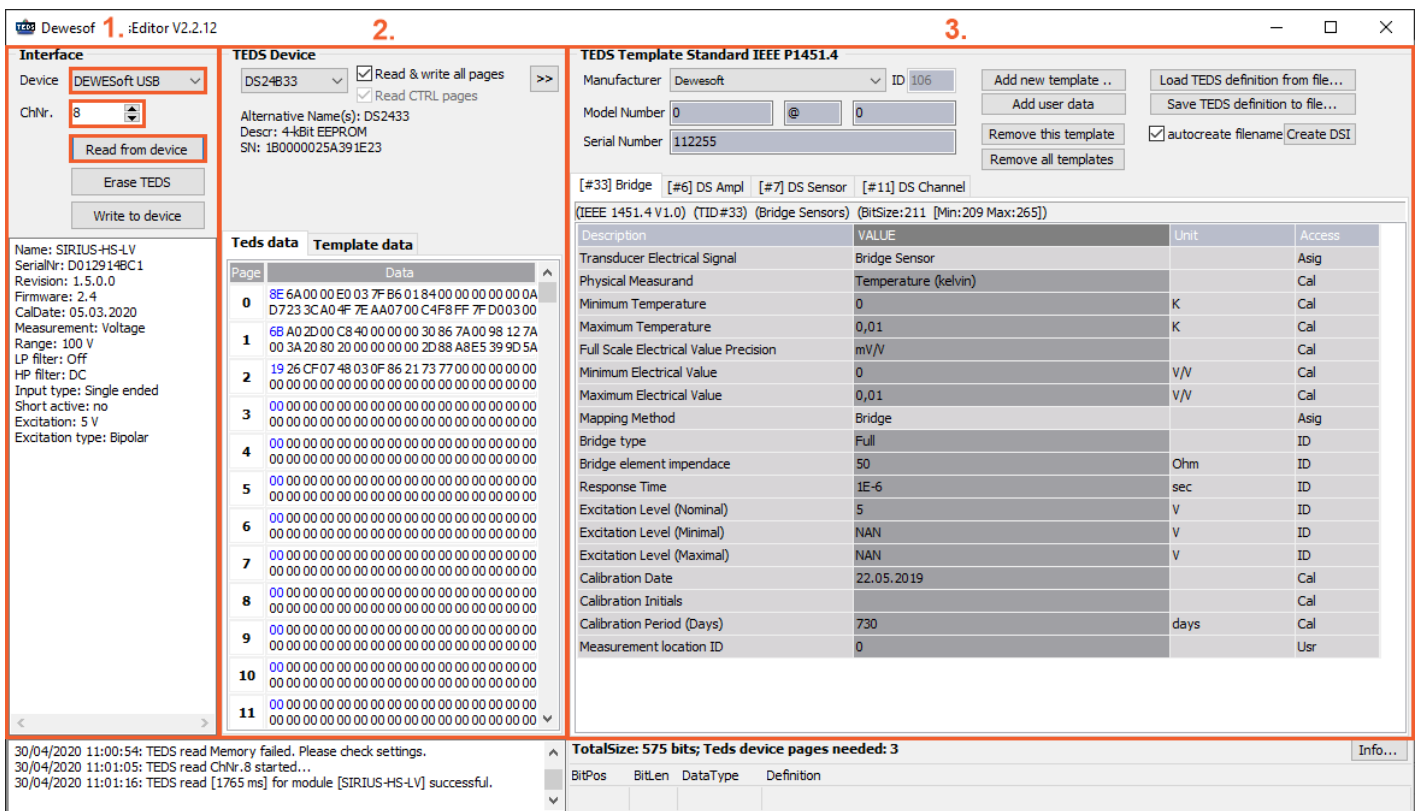 Dewesof 1. sEditor V2.2.12
2.
3.
Interface
Device DEWESoft USB
ChNr. 8
Read from device
Erase TEDS
Write to device
Name: SIRIUS-HS-LV
SerialNr: D012914BC1
Revision: 1.5.0.0
Firmware: 2.4
CalDate: 05.03.2020
Measurement: Voltage
Range: 100 V
LP filter: Off
HP filter: DC
Input type: Single ended
Short active: no
Excitation: 5 V
Excitation type: Bipolar
TEDS Device
DS24B33 Read & write all pages >>
Read CTRL pages
Alternative Name(s): DS2433
Descr: 4-kBit EEPROM
SN: 1B0000025A391E23
Teds data Template data
Page Data
0 8E 6A 00 00 E0 03 7F B6 01 84 00 00 00 00 00 0A
D7 23 3C A0 4F 7E AA 07 00 C4 F8 FF 7F D0 03 00
1 6B A0 2D 00 C8 40 00 00 00 30 86 7A 00 98 12 7A
00 3A 20 80 20 00 00 00 00 2D 88 A8 E5 39 9D 5A
2 19 26 CF 07 48 03 0F 86 21 73 77 00 00 00 00 00
00 00 00 00 00 00 00 00 00 00 00 00 00 00 00 00
3 00 00 00 00 00 00 00 00 00 00 00 00 00 00 00 00
00 00 00 00 00 00 00 00 00 00 00 00 00 00 00 00
4 00 00 00 00 00 00 00 00 00 00 00 00 00 00 00 00
00 00 00 00 00 00 00 00 00 00 00 00 00 00 00 00
5 00 00 00 00 00 00 00 00 00 00 00 00 00 00 00 00
00 00 00 00 00 00 00 00 00 00 00 00 00 00 00 00
6 00 00 00 00 00 00 00 00 00 00 00 00 00 00 00 00
00 00 00 00 00 00 00 00 00 00 00 00 00 00 00 00
7 00 00 00 00 00 00 00 00 00 00 00 00 00 00 00 00
00 00 00 00 00 00 00 00 00 00 00 00 00 00 00 00
8 00 00 00 00 00 00 00 00 00 00 00 00 00 00 00 00
00 00 00 00 00 00 00 00 00 00 00 00 00 00 00 00
9 00 00 00 00 00 00 00 00 00 00 00 00 00 00 00 00
00 00 00 00 00 00 00 00 00 00 00 00 00 00 00 00
10 00 00 00 00 00 00 00 00 00 00 00 00 00 00 00 00
00 00 00 00 00 00 00 00 00 00 00 00 00 00 00 00
11 00 00 00 00 00 00 00 00 00 00 00 00 00 00 00 00
00 00 00 00 00 00 00 00 00 00 00 00 00 00 00 00
TEDS Template Standard IEEE P1451.4
Manufacturer Dewesoft ID 106
Model Number 0 @ 0
Serial Number 112255
Add new template ..
Add user data
Remove this template
Remove all templates
Load TEDS definition from file...
Save TEDS definition to file...
autocreate filename Create DSI
[#33] Bridge [#6] DS Ampl [#7] DS Sensor [#11] DS Channel
(IEEE 1451.4 V1.0) (TID#33) (Bridge Sensors) (BitSize:211 [Min:209 Max:265])
Description VALUE Unit Access
Transducer Electrical Signal Bridge Sensor Asig
Physical Measurand Temperature (kelvin) Cal
Minimum Temperature 0 K Cal
Maximum Temperature 0,01 K Cal
Full Scale Electrical Value Precision mV/V Cal
Minimum Electrical Value 0 V/V Cal
Maximum Electrical Value 0,01 V/V Cal
Mapping Method Bridge Asig
Bridge type Full ID
Bridge element impendace 50 Ohm ID
Response Time 1E-6 sec ID
Excitation Level (Nominal) 5 V ID
Excitation Level (Minimal) NAN V ID
Excitation Level (Maximal) NAN V ID
Calibration Date 22.05.2019 Cal
Calibration Initials Cal
Calibration Period (Days) 730 days Cal
Measurement location ID 0 Usr
30/04/2020 11:00:54: TEDS read Memory failed. Please check settings.
30/04/2020 11:01:05: TEDS read ChNr.8 started...
30/04/2020 11:01:16: TEDS read [1765 ms] for module [SIRIUS-HS-LV] successful.
TotalSize: 575 bits; Teds device pages needed: 3 Info...
BitPos BitLen DataType Definition